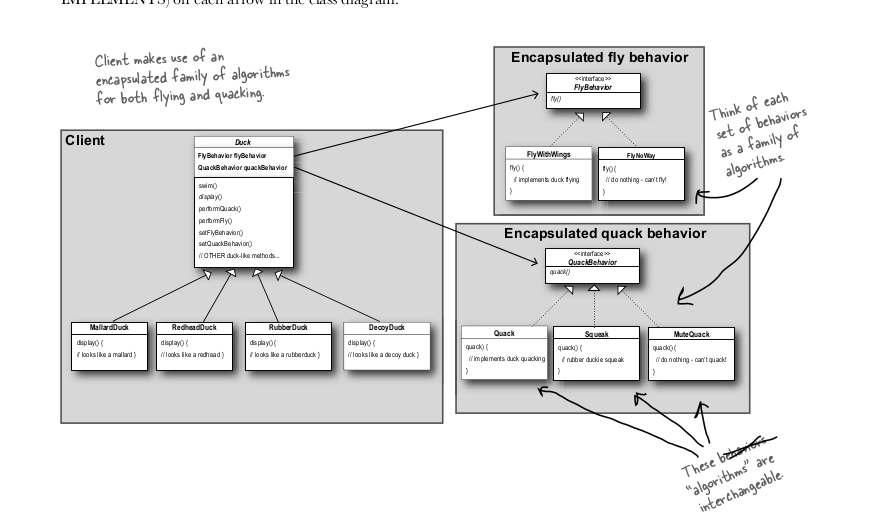 IMPLEMENTS) on each arrow in the class diagram.
Client makes use of an
encapsulated family of algorithms
for both flying and quacking.
Client
Duck
FlyBehavior flyBehavior
QuackBehavior quackBehavior
swim()
display()
performQuack()
performFly()
setFlyBehavior()
setQuackBehavior()
// OTHER duck-like methods...
MallardDuck
display() {
// looks like a mallard }
RedheadDuck
display() {
// looks like a redhead }
RubberDuck
display() {
// looks like a rubberduck }
DecoyDuck
display() {
// looks like a decoy duck }
Encapsulated fly behavior
<<interface>>
FlyBehavior
fly()
FlyWithWings
fly() {
// implements duck flying
}
FlyNoWay
fly() {
// do nothing - can't fly!
}
Think of each
set of behaviors
as a family of
algorithms.
Encapsulated quack behavior
<<interface>>
QuackBehavior
quack()
Quack
quack() {
// implements duck quacking
}
Squeak
quack() {
// rubber duckie squeak
}
MuteQuack
quack() {
// do nothing - can't quack!
}
These behaviors
"algorithms" are
interchangeable.